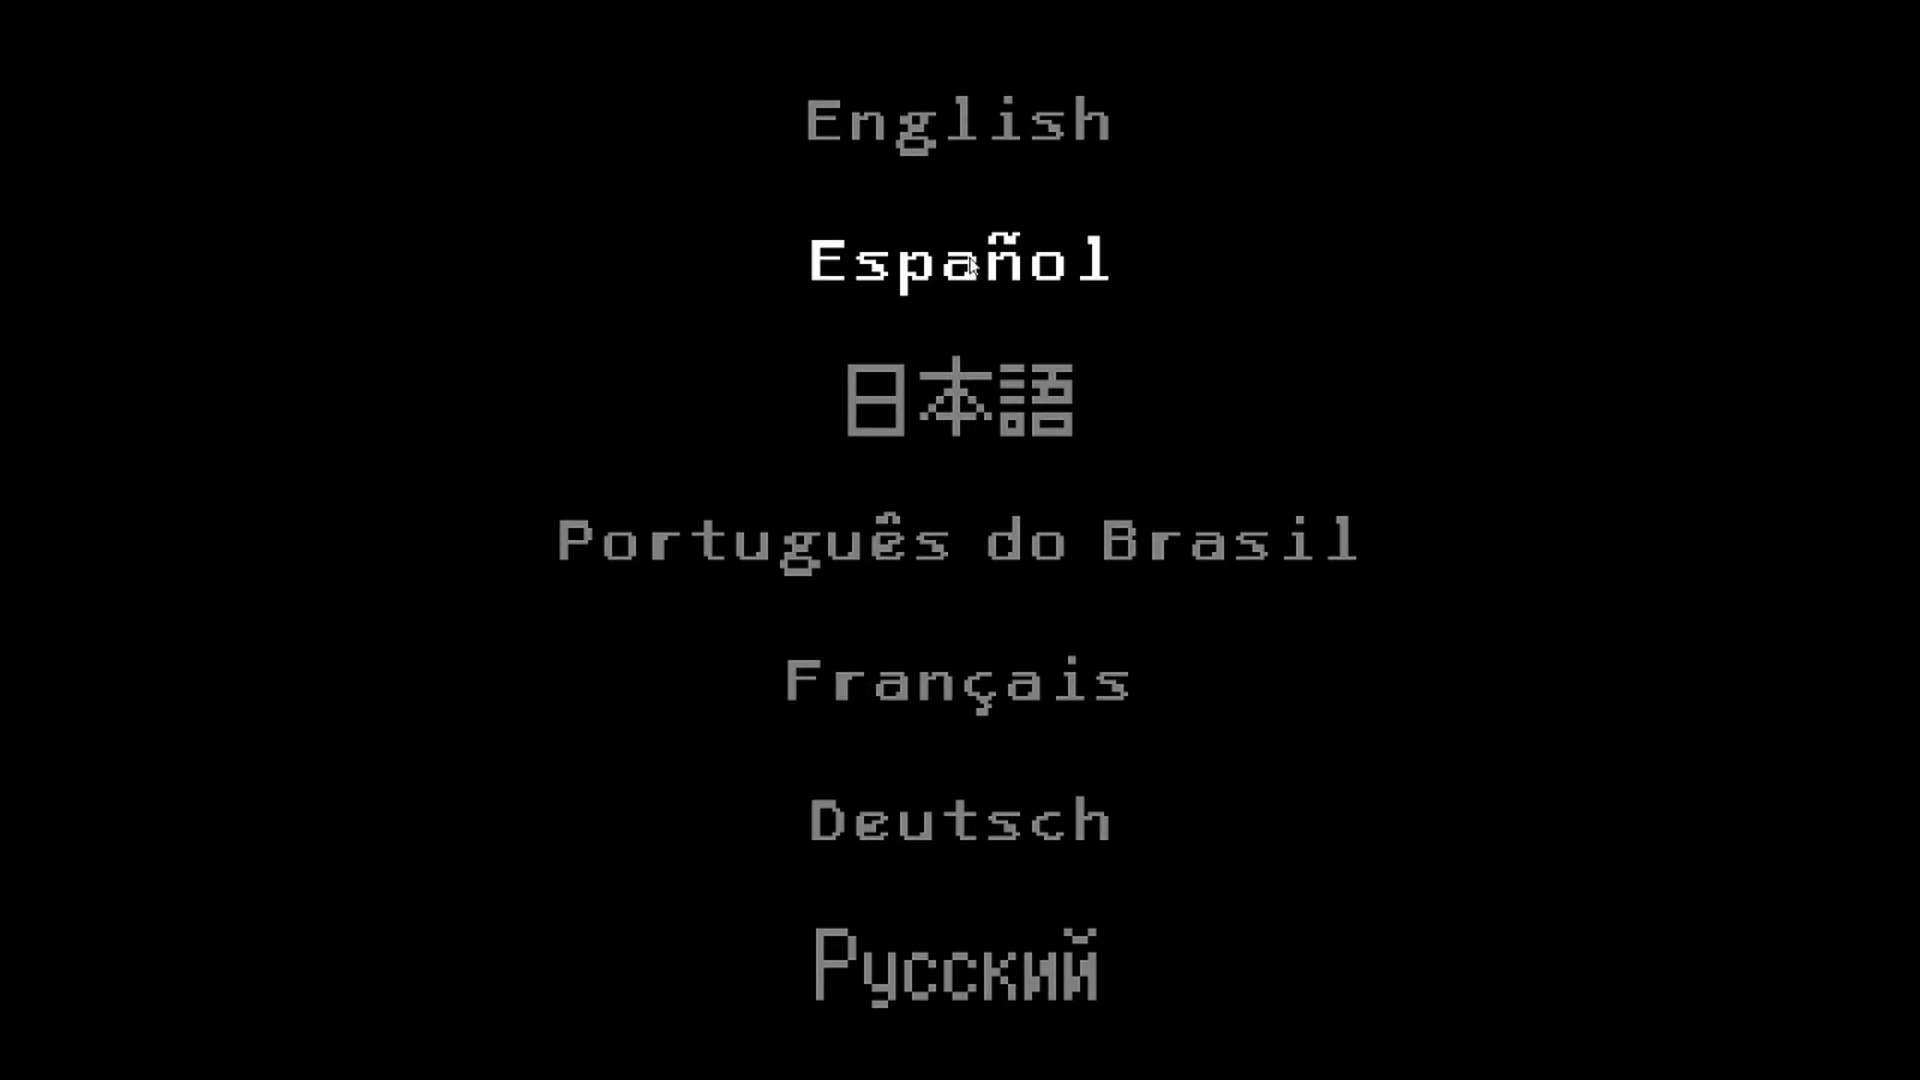 English
Español
日本語
Português do Brasil
Français
Deutsch
Русский